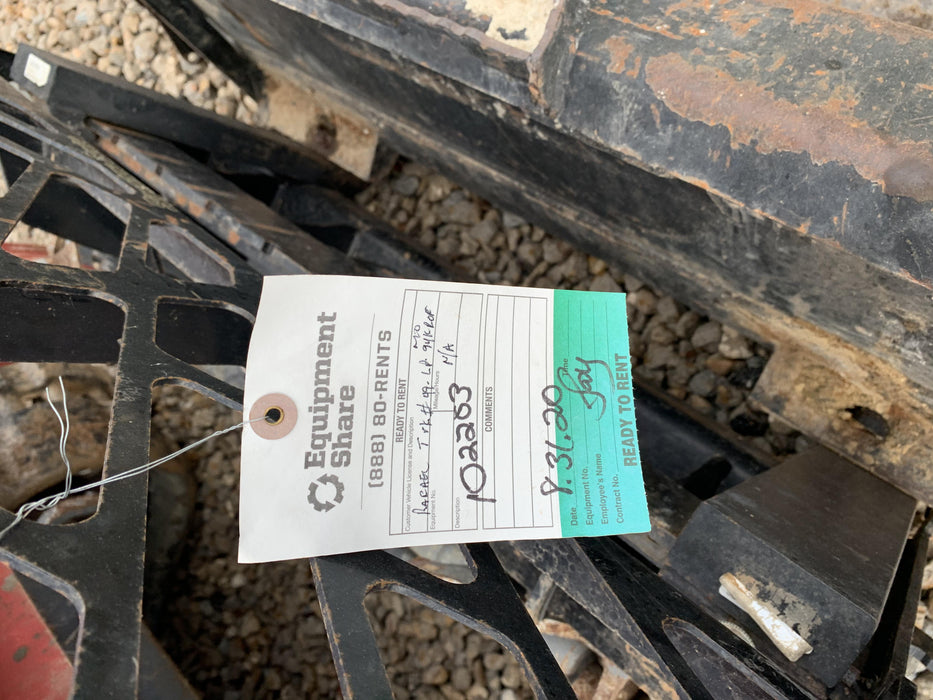 Equipment
Share
(888) 80-RENTS
READY TO RENT
Customer Vehicle License and Description
Equipment No.
Mileage/Hours
N/A
Description
102263
COMMENTS
8.31.20
Date
Time
Equipment No.
Employee's Name
Contract No.
READY TO RENT